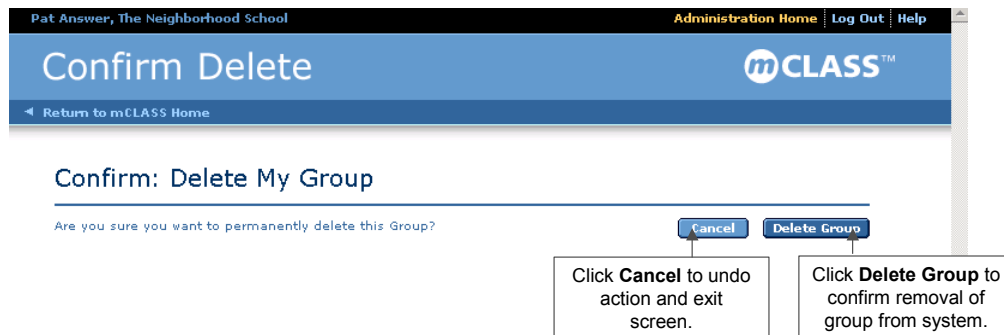 Pat Answer, The Neighborhood School Administration Home Log Out Help
Confirm Delete mCLASS™
Return to mCLASS Home
Confirm: Delete My Group
Are you sure you want to permanently delete this Group? Cancel Delete Group
Click Cancel to undo
action and exit
screen.
Click Delete Group to
confirm removal of
group from system.